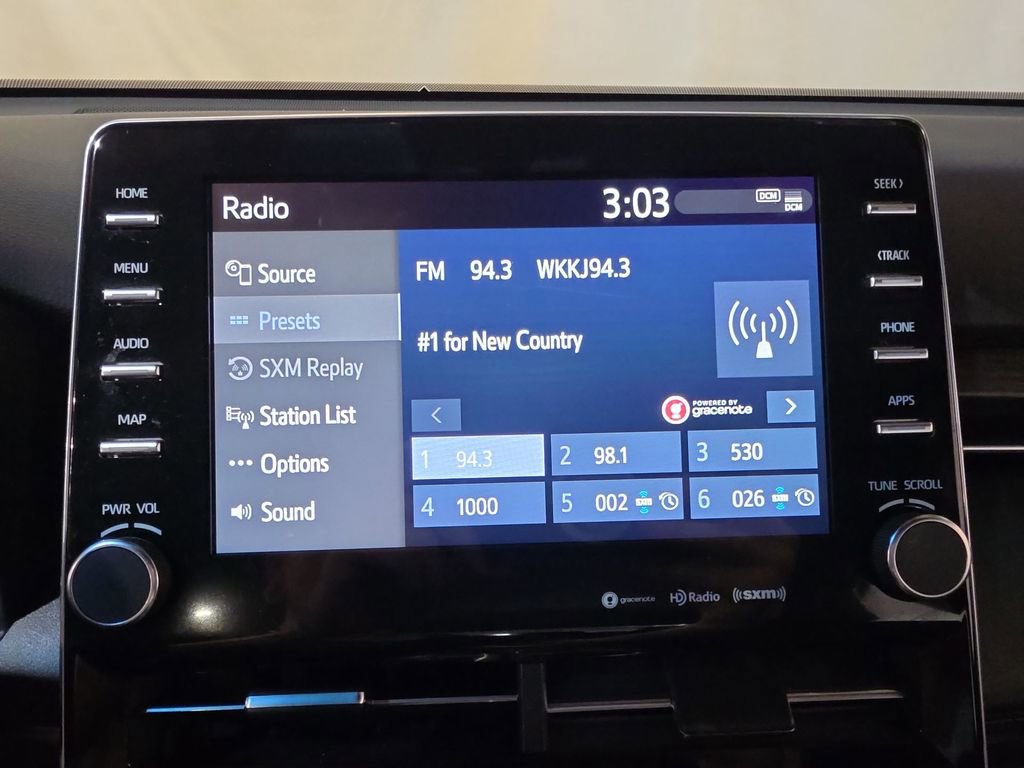 HOME
MENU
AUDIO
MAP
PWR VOL
Radio
3:03
DCM
DCM
Source
Presets
SXM Replay
Station List
Options
Sound
FM 94.3 WKKJ94.3
#1 for New Country
POWERED BY
gracenote
<
>
1 94.3
2 98.1
3 530
4 1000
5 002 sxm
6 026 sxm
SEEK >
< TRACK
PHONE
APPS
TUNE SCROLL
gracenote
HD Radio
((sxm))